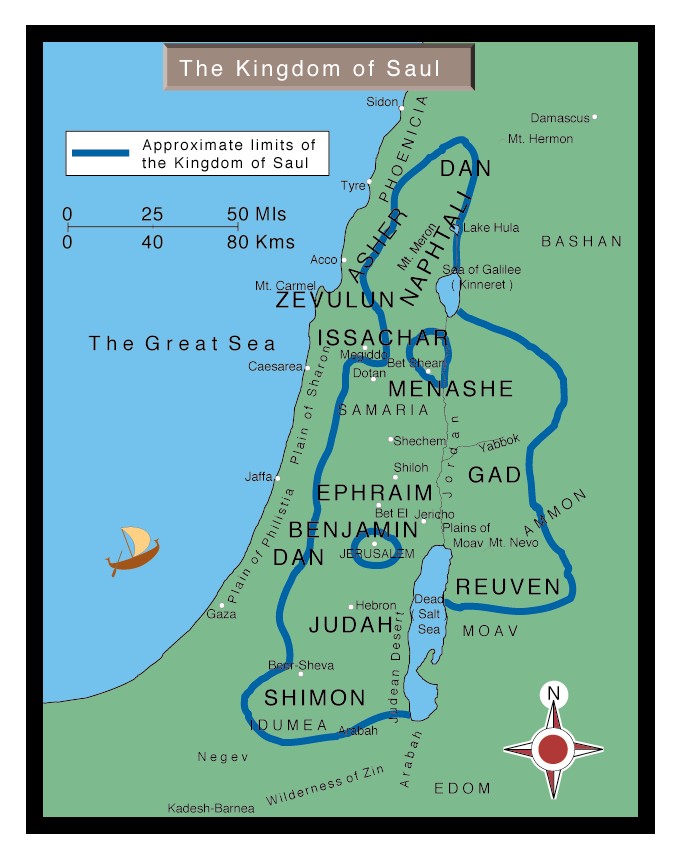 The Kingdom of Saul
Sidon
PHOENICIA
Damascus
Mt. Hermon
Approximate limits of
the Kingdom of Saul
DAN
Tyre
0 25 50 Mls
0 40 80 Kms
ASHER
Mt. Meron
NAPHTALI
Lake Hula
BASHAN
Acco
Sea of Galilee
( Kinneret )
Mt. Carmel
ZEVULUN
The Great Sea
ISSACHAR
Megiddo
Bet Shean
Caesarea
Dotan
MENASHE
Plain of Sharon
SAMARIA
Jordan
Shechem
Yabbok
Shiloh
GAD
Jaffa
EPHRAIM
Bet El
Jericho
AMMON
Plain of Philistia
BENJAMIN
Plains of
Moav
Mt. Nevo
JERUSALEM
DAN
REUVEN
Dead
Salt
Sea
Gaza
Hebron
JUDAH
MOAV
Judean Desert
Beer-Sheva
SHIMON
N
IDUMEA
Arabah
Negev
Arabah
Wilderness of Zin
EDOM
Kadesh-Barnea